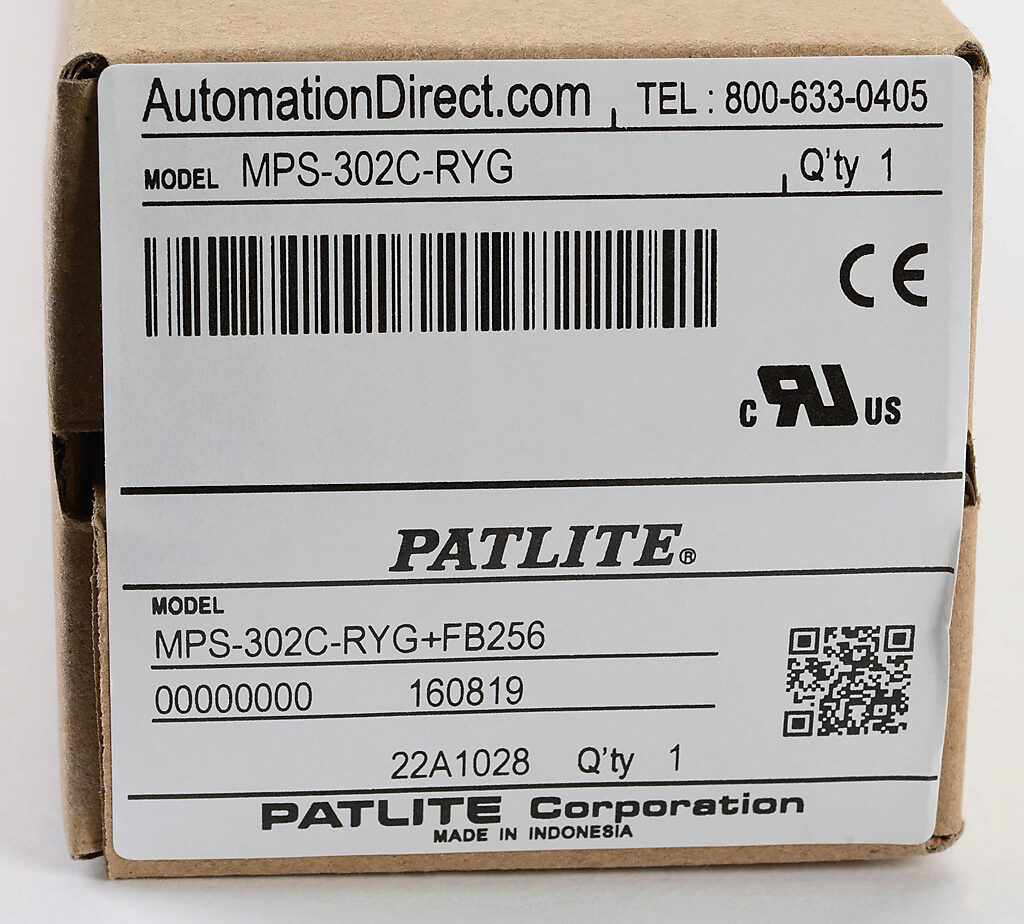 AutomationDirect.com TEL : 800-633-0405
MODEL MPS-302C-RYG Q'ty 1
CE
c RU US
PATLITE®
MODEL
MPS-302C-RYG+FB256
00000000 160819
22A1028 Q'ty 1
PATLITE Corporation
MADE IN INDONESIA